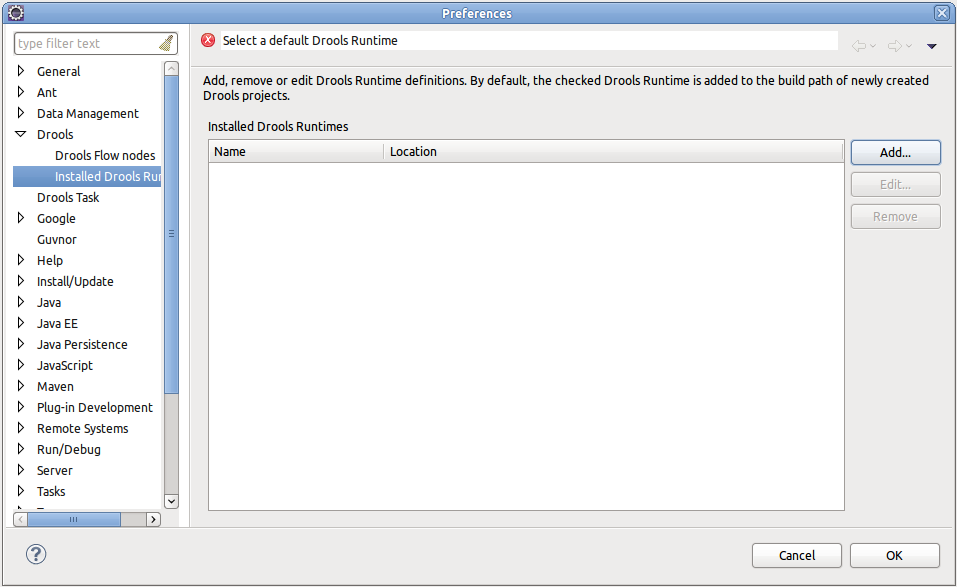 Preferences
type filter text
General
Ant
Data Management
Drools
Drools Flow nodes
Installed Drools Run
Drools Task
Google
Guvnor
Help
Install/Update
Java
Java EE
Java Persistence
JavaScript
Maven
Plug-in Development
Remote Systems
Run/Debug
Server
Tasks
Select a default Drools Runtime
Add, remove or edit Drools Runtime definitions. By default, the checked Drools Runtime is added to the build path of newly created
Drools projects.
Installed Drools Runtimes
Name Location
Add...
Edit...
Remove
Cancel OK